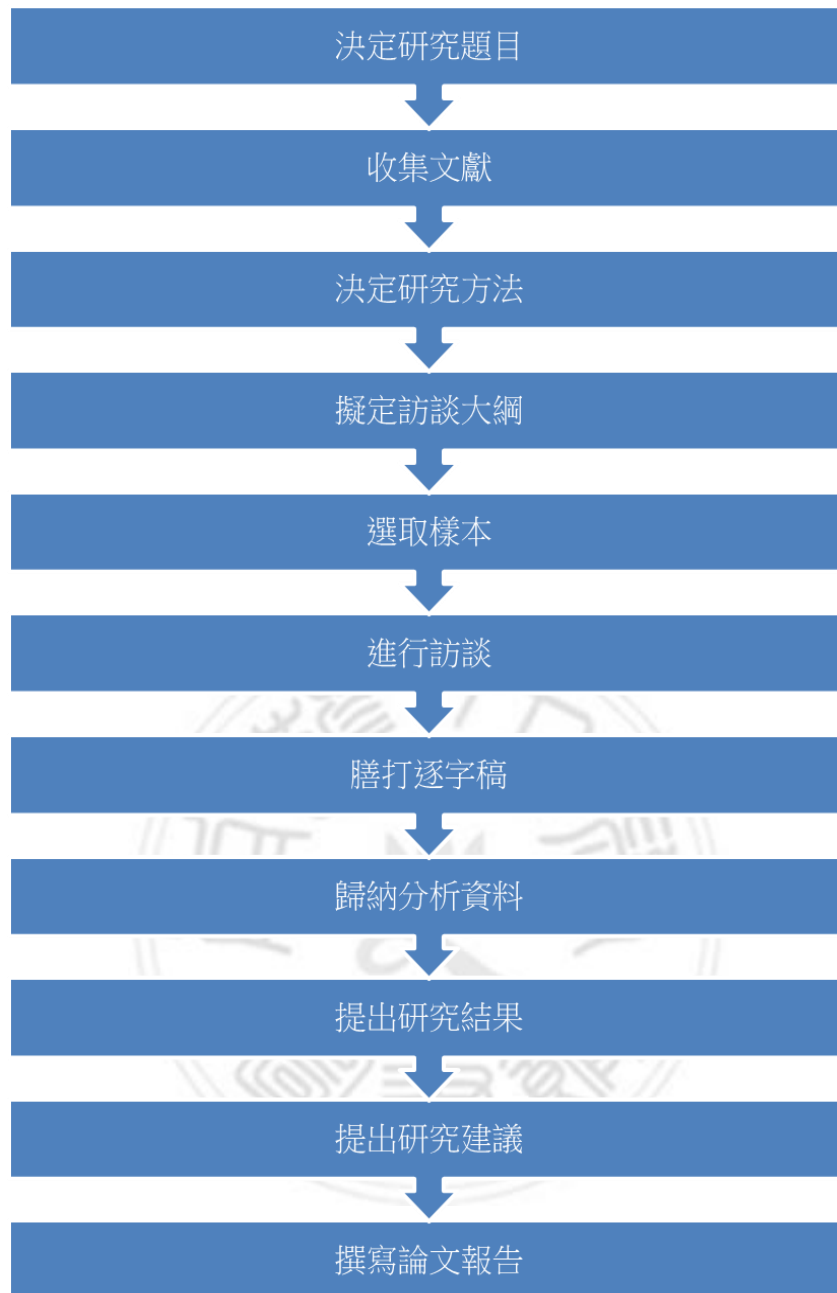 決定研究題目
收集文獻
決定研究方法
擬定訪談大綱
選取樣本
進行訪談
膳打逐字稿
歸納分析資料
提出研究結果
提出研究建議
撰寫論文報告